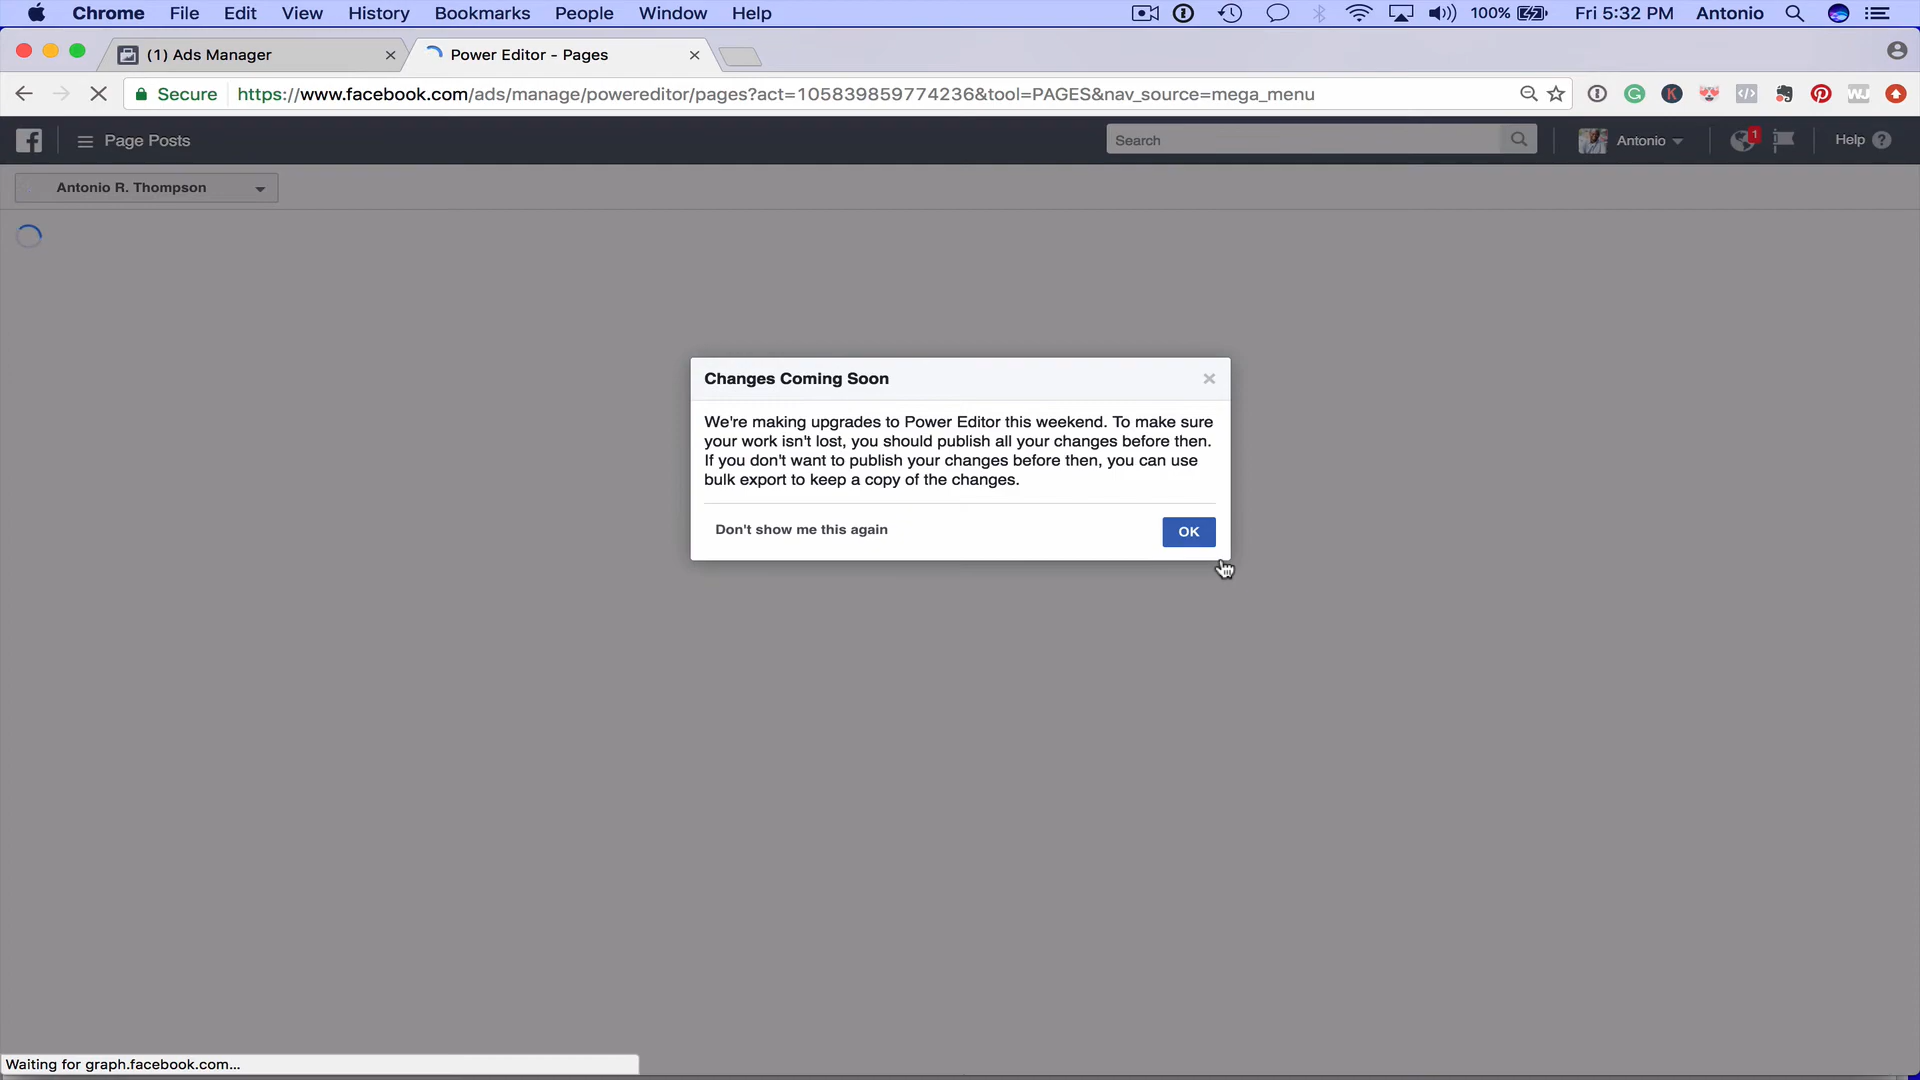 Chrome File Edit View History Bookmarks People Window Help 100% Fri 5:32 PM Antonio
(1) Ads Manager Power Editor - Pages
Secure https://www.facebook.com/ads/manage/powereditor/pages?act=105839859774236&tool=PAGES&nav_source=mega_menu
Page Posts Search Antonio 1 Help ?
Antonio R. Thompson
Changes Coming Soon
We're making upgrades to Power Editor this weekend. To make sure
your work isn't lost, you should publish all your changes before then.
If you don't want to publish your changes before then, you can use
bulk export to keep a copy of the changes.
Don't show me this again OK
Waiting for graph.facebook.com...